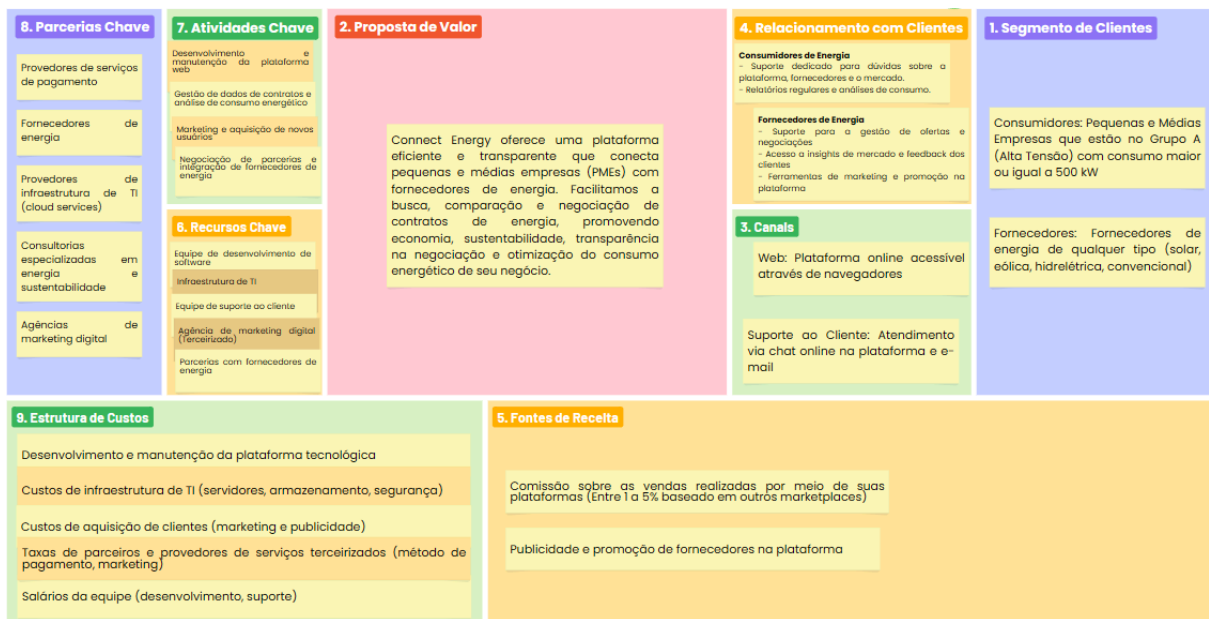 8. Parcerias Chave
Provedores de serviços
de pagamento
Fornecedores de
energia
Provedores de
infraestrutura de TI
(cloud services)
Consultorias
especializadas em
energia e
sustentabilidade
Agências de
marketing digital
7. Atividades Chave
Desenvolvimento e
manutenção da plataforma
web
Gestão de dados de contratos e
análise de consumo energético
Marketing e aquisição de novos
usuários
Negociação de parcerias e
integração de fornecedores de
energia
6. Recursos Chave
Equipe de desenvolvimento de
software
Infraestrutura de TI
Equipe de suporte ao cliente
Agência de marketing digital
(Terceirizado)
Parcerias com fornecedores de
energia
2. Proposta de Valor
Connect Energy oferece uma plataforma
eficiente e transparente que conecta
pequenas e médias empresas (PMEs) com
fornecedores de energia. Facilitamos a
busca, comparação e negociação de
contratos de energia, promovendo
economia, sustentabilidade, transparência
na negociação e otimização do consumo
energético de seu negócio.
4. Relacionamento com Clientes
Consumidores de Energia
- Suporte dedicado para dúvidas sobre a
plataforma, fornecedores e o mercado.
- Relatórios regulares e análises de consumo.
Fornecedores de Energia
- Suporte para a gestão de ofertas e
negociações
- Acesso a insights de mercado e feedback dos
clientes
- Ferramentas de marketing e promoção na
plataforma
3. Canais
Web: Plataforma online acessível
através de navegadores
Suporte ao Cliente: Atendimento
via chat online na plataforma e e-
mail
1. Segmento de Clientes
Consumidores: Pequenas e Médias
Empresas que estão no Grupo A
(Alta Tensão) com consumo maior
ou igual a 500 kW
Fornecedores: Fornecedores de
energia de qualquer tipo (solar,
eólica, hidrelétrica, convencional)
9. Estrutura de Custos
Desenvolvimento e manutenção da plataforma tecnológica
Custos de infraestrutura de TI (servidores, armazenamento, segurança)
Custos de aquisição de clientes (marketing e publicidade)
Taxas de parceiros e provedores de serviços terceirizados (método de
pagamento, marketing)
Salários da equipe (desenvolvimento, suporte)
5. Fontes de Receita
Comissão sobre as vendas realizadas por meio de suas
plataformas (Entre 1 a 5% baseado em outros marketplaces)
Publicidade e promoção de fornecedores na plataforma